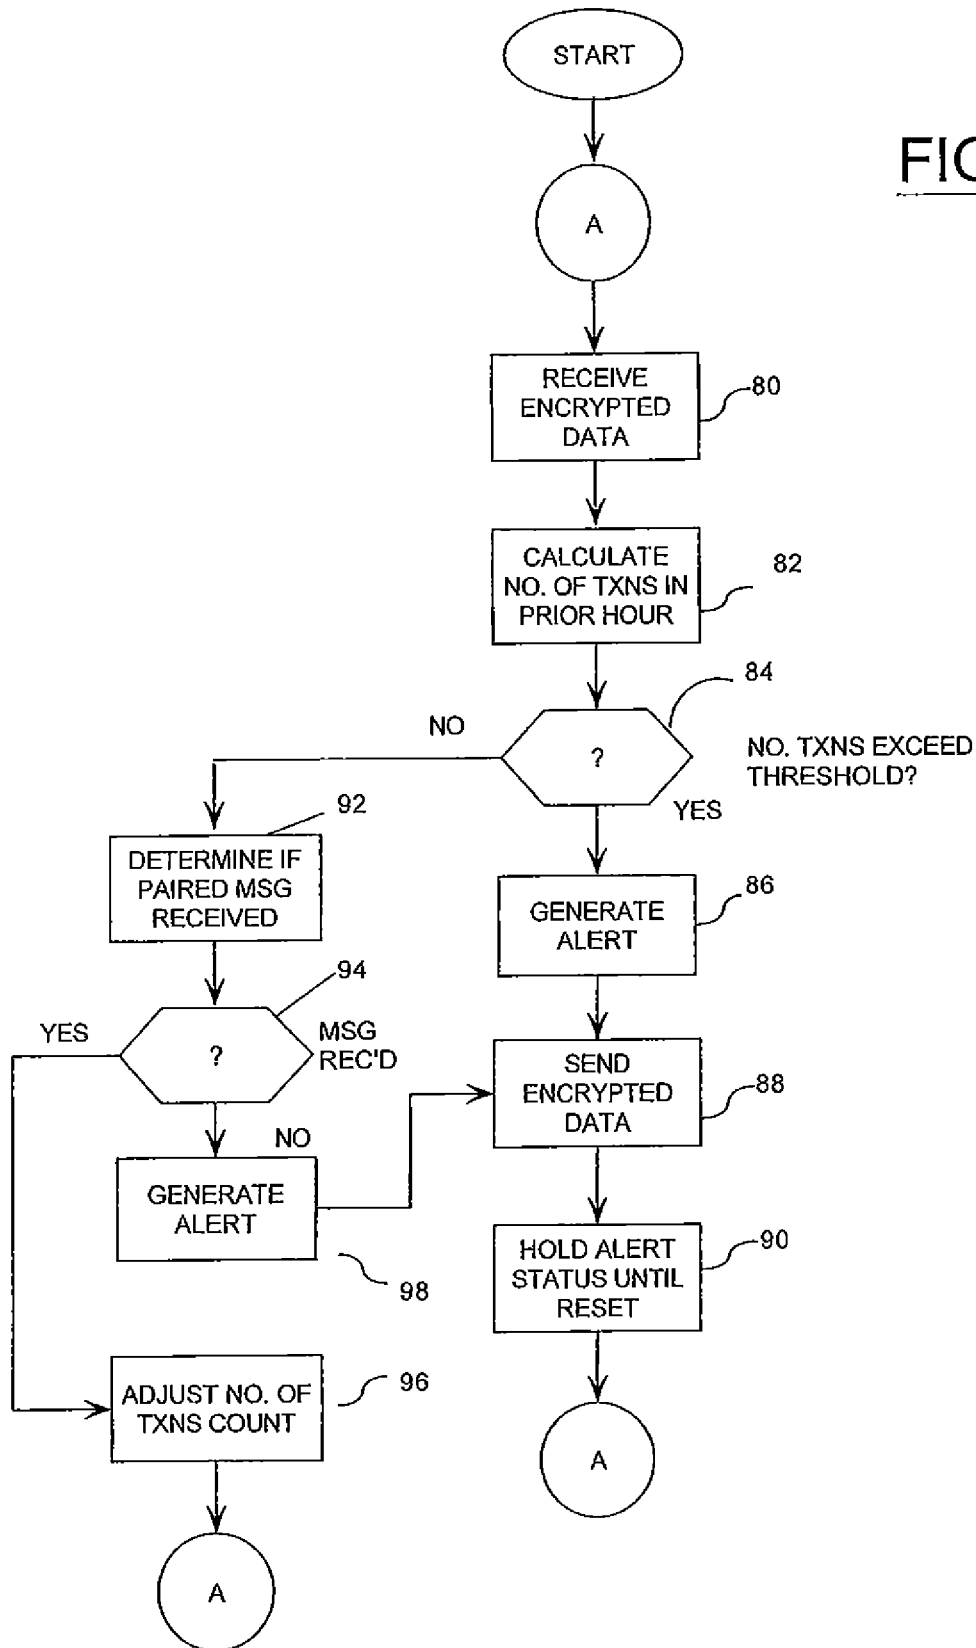 START
FIG
A
RECEIVE
ENCRYPTED
DATA
80
CALCULATE
NO. OF TXNS IN
PRIOR HOUR
82
84
NO
?
NO. TXNS EXCEED
THRESHOLD?
YES
92
DETERMINE IF
PAIRED MSG
RECEIVED
86
GENERATE
ALERT
94
YES
?
MSG
REC'D
NO
SEND
ENCRYPTED
DATA
88
GENERATE
ALERT
98
HOLD ALERT
STATUS UNTIL
RESET
90
ADJUST NO. OF
TXNS COUNT
96
A
A